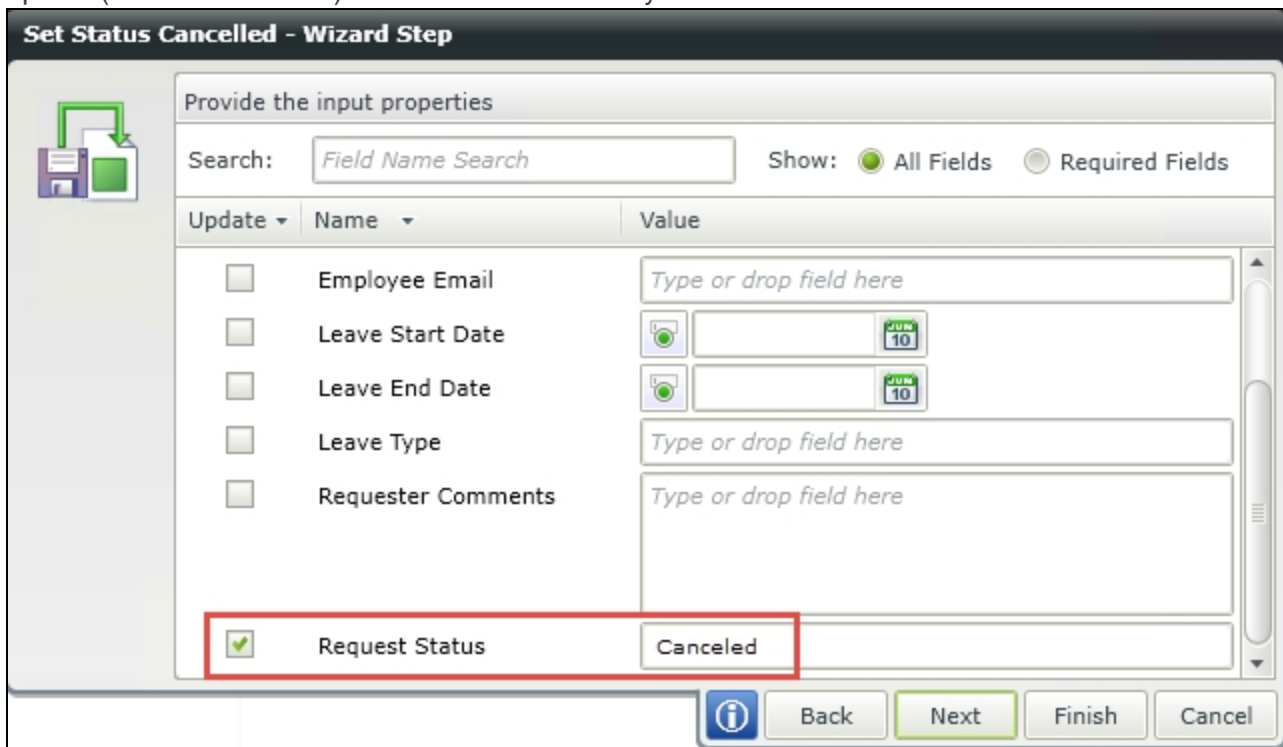 Set Status Cancelled - Wizard Step
Provide the input properties
Search: Field Name Search Show: All Fields Required Fields
Update Name Value
Employee Email Type or drop field here
Leave Start Date JUN 10
Leave End Date JUN 10
Leave Type Type or drop field here
Requester Comments Type or drop field here
Request Status Canceled
Back Next Finish Cancel